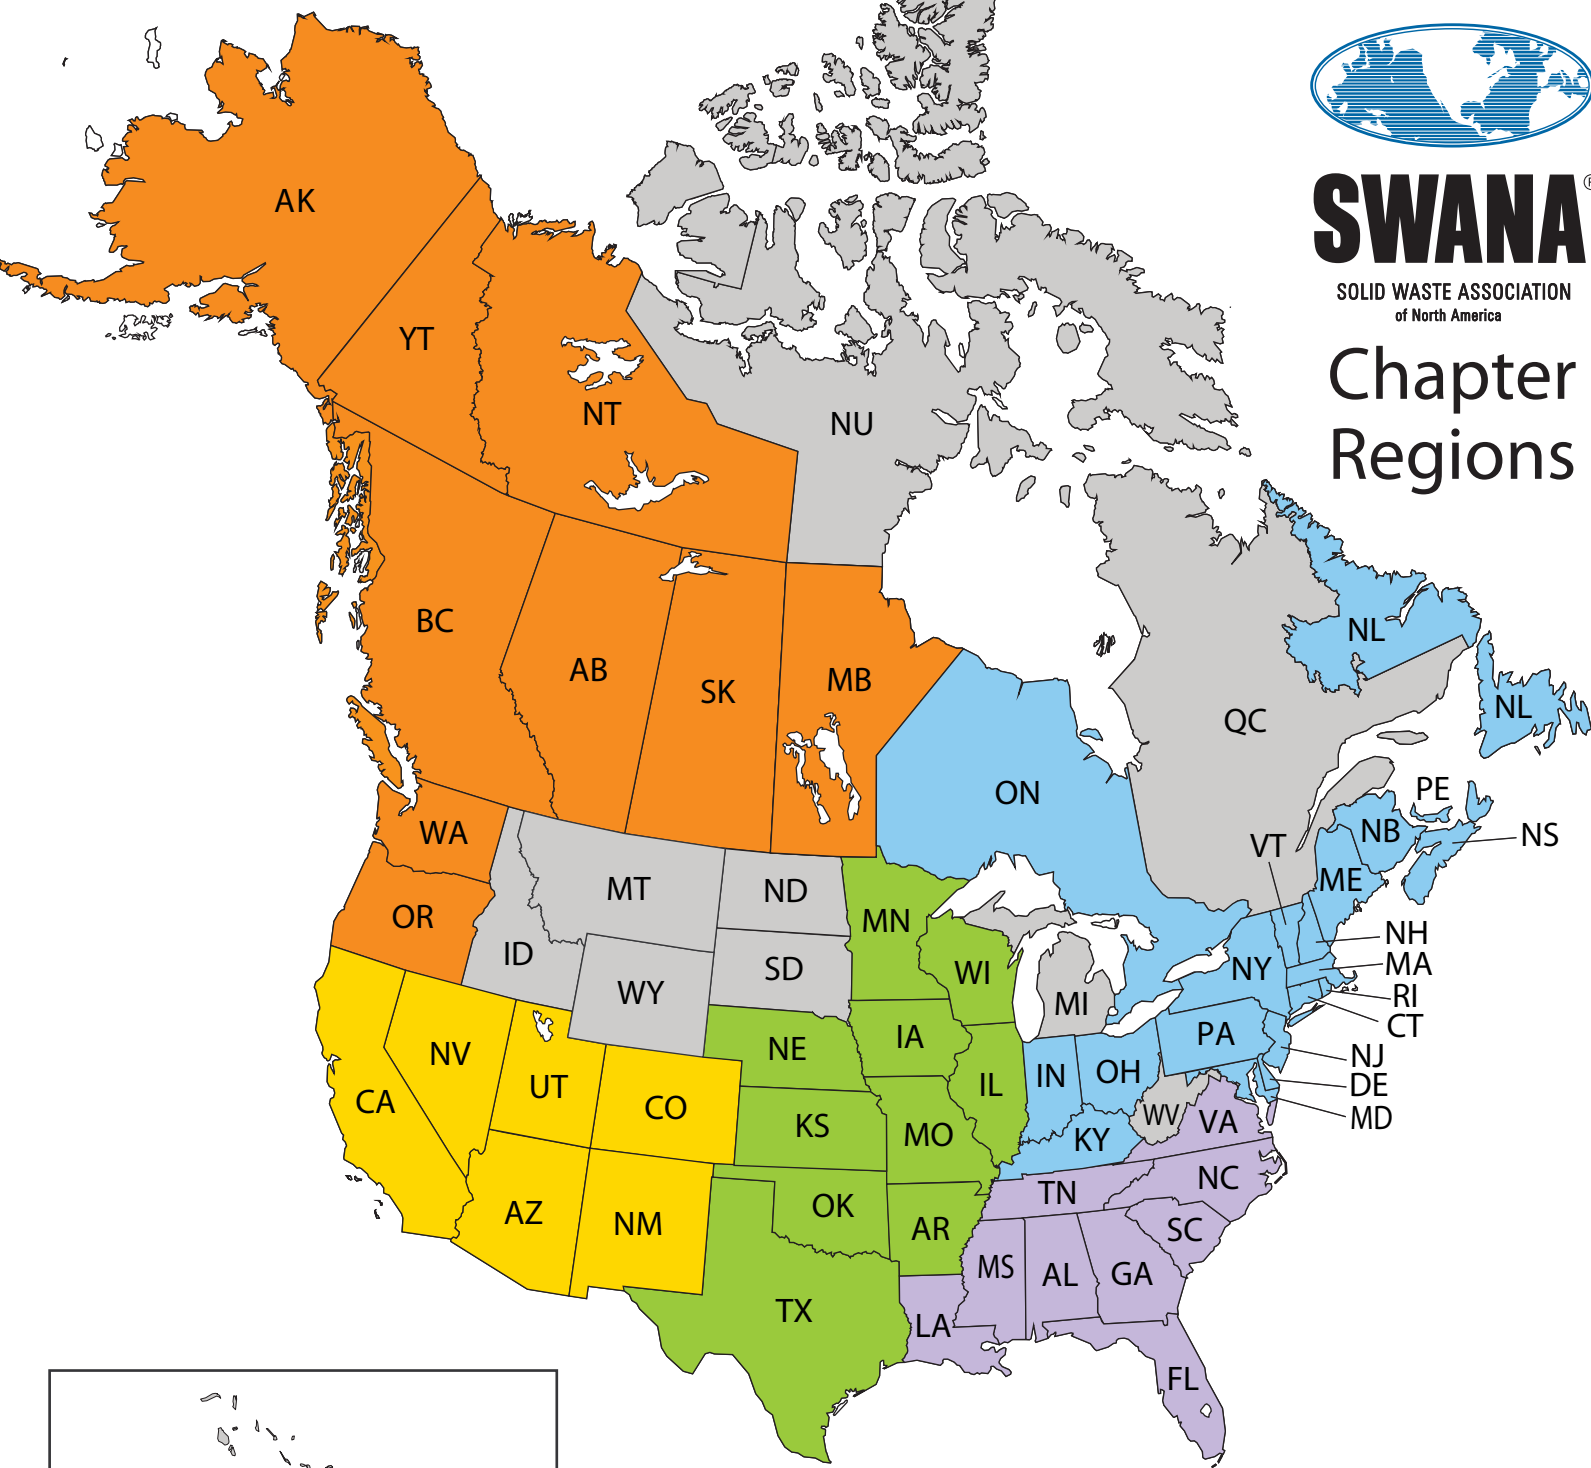 SWANA®
SOLID WASTE ASSOCIATION
of North America
Chapter
Regions
AK
YT
NT
NU
BC
AB
SK
MB
ON
QC
NL
NL
PE
NB
NS
VT
ME
WA
OR
MT
ID
ND
SD
WY
MN
WI
MI
NY
NH
MA
RI
CT
PA
NJ
DE
MD
CA
NV
UT
CO
NE
IA
IL
IN
OH
KS
MO
KY
WV
VA
AZ
NM
OK
AR
TN
NC
SC
MS
AL
GA
TX
LA
FL